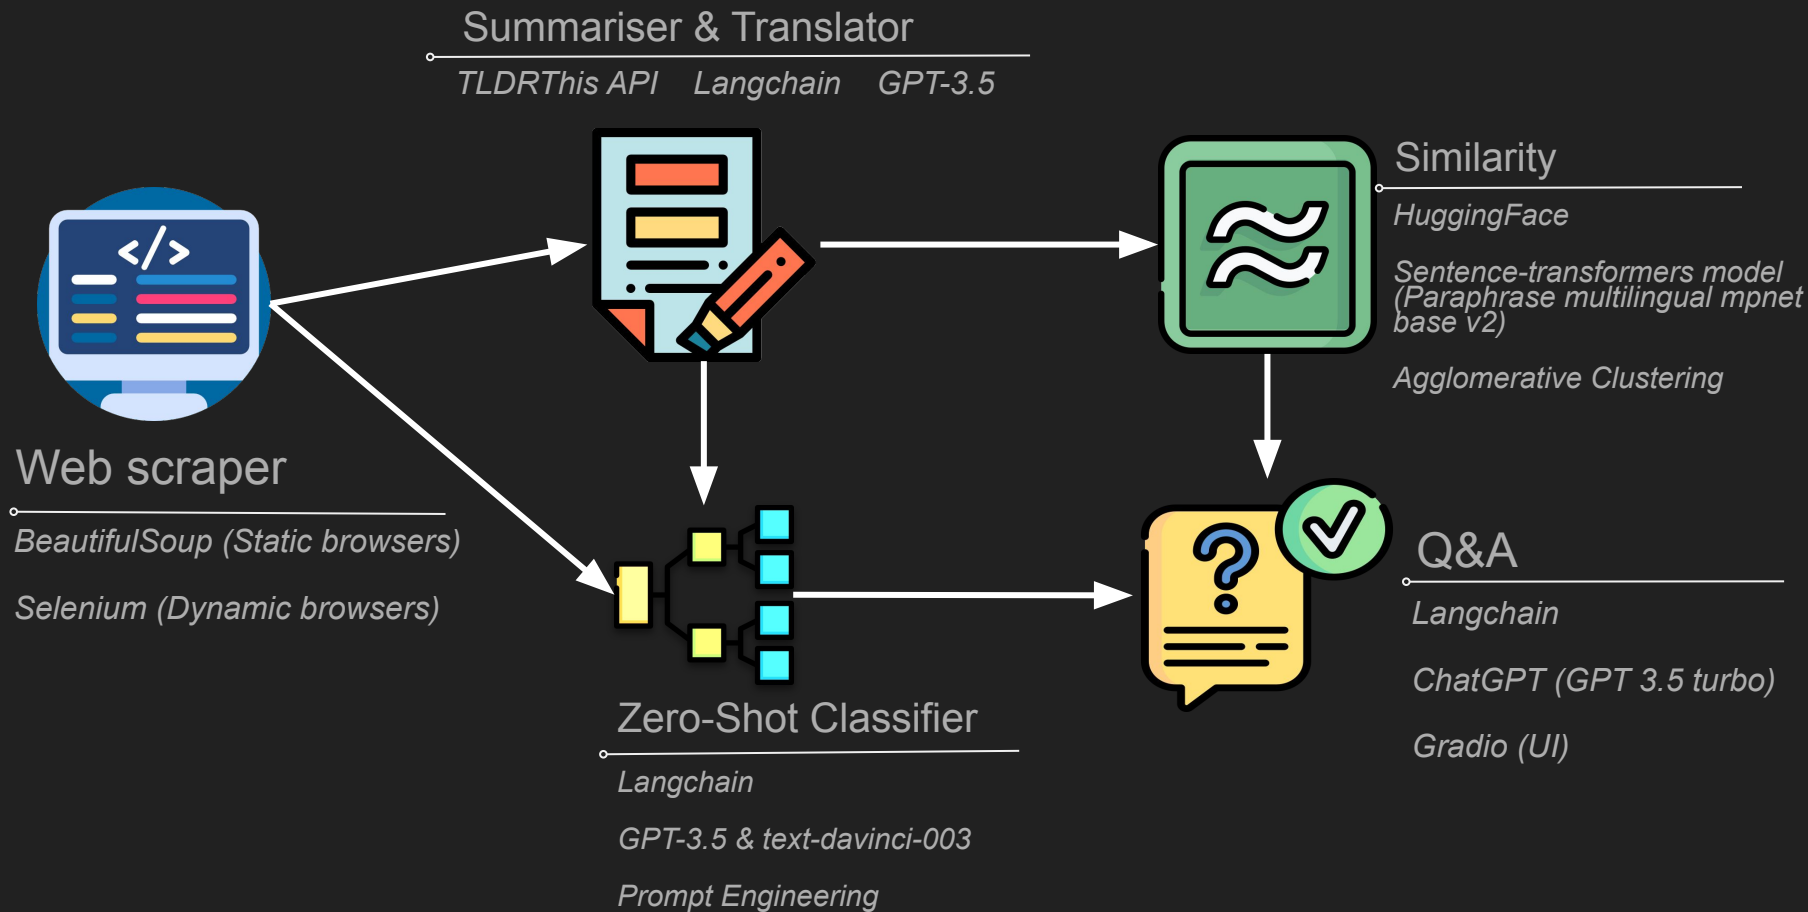 Summariser & Translator
TLDRThis API Langchain GPT-3.5
</>
Similarity
HuggingFace
Sentence-transformers model
(Paraphrase multilingual mpnet
base v2)
Agglomerative Clustering
Web scraper
BeautifulSoup (Static browsers)
Selenium (Dynamic browsers)
?
Q&A
Langchain
ChatGPT (GPT 3.5 turbo)
Gradio (UI)
Zero-Shot Classifier
Langchain
GPT-3.5 & text-davinci-003
Prompt Engineering